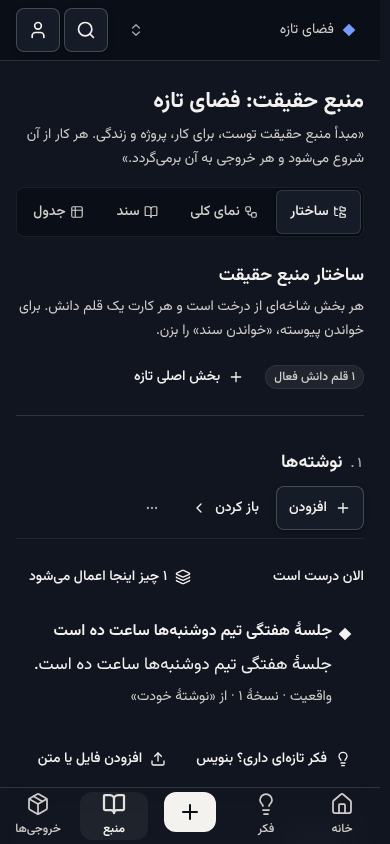 فضای تازه
منبع حقیقت: فضای تازه
«مبدأ منبع حقیقت توست، برای کار، پروژه و زندگی. هر کار از آن
شروع می‌شود و هر خروجی به آن برمی‌گردد.»
ساختار
نمای کلی
سند
جدول
ساختار منبع حقیقت
هر بخش شاخه‌ای از درخت است و هر کارت یک قلم دانش. برای
خواندن پیوسته، «خواندن سند» را بزن.
۱ قلم دانش فعال
بخش اصلی تازه
۱. نوشته‌ها
افزودن
باز کردن
الان درست است
۱ چیز اینجا اعمال می‌شود
جلسهٔ هفتگی تیم دوشنبه‌ها ساعت ده است
جلسهٔ هفتگی تیم دوشنبه‌ها ساعت ده است.
واقعیت · نسخهٔ ۱ · از «نوشتهٔ خودت»
فکر تازه‌ای داری؟ بنویس
افزودن فایل یا متن
خانه
فکر
منبع
خروجی‌ها